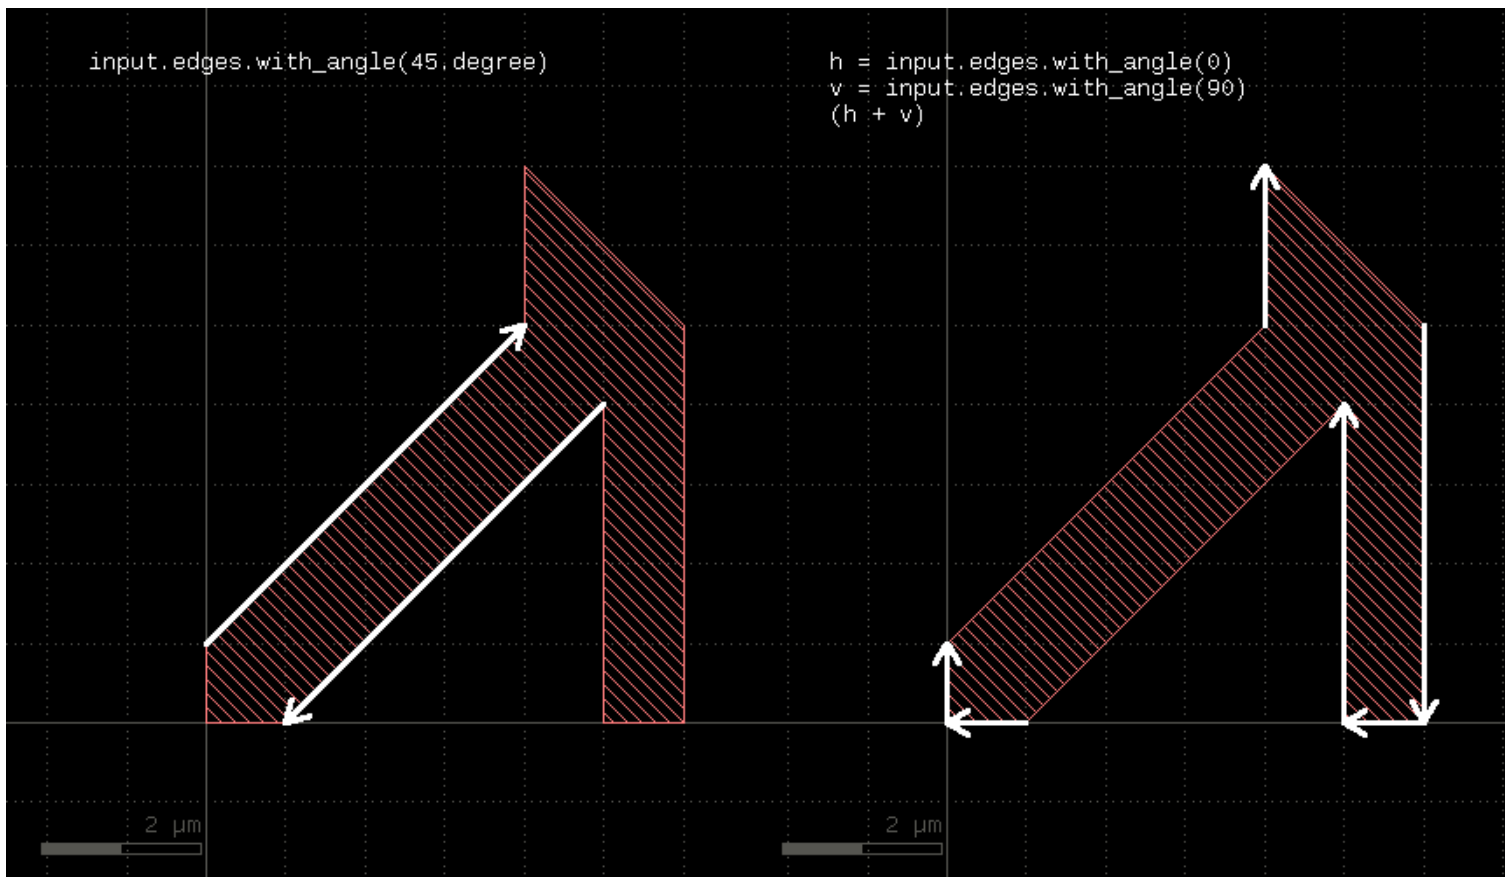 input.edges.with_angle(45.degree)
h = input.edges.with_angle(0)
v = input.edges.with_angle(90)
(h + v)
2 µm
2 µm